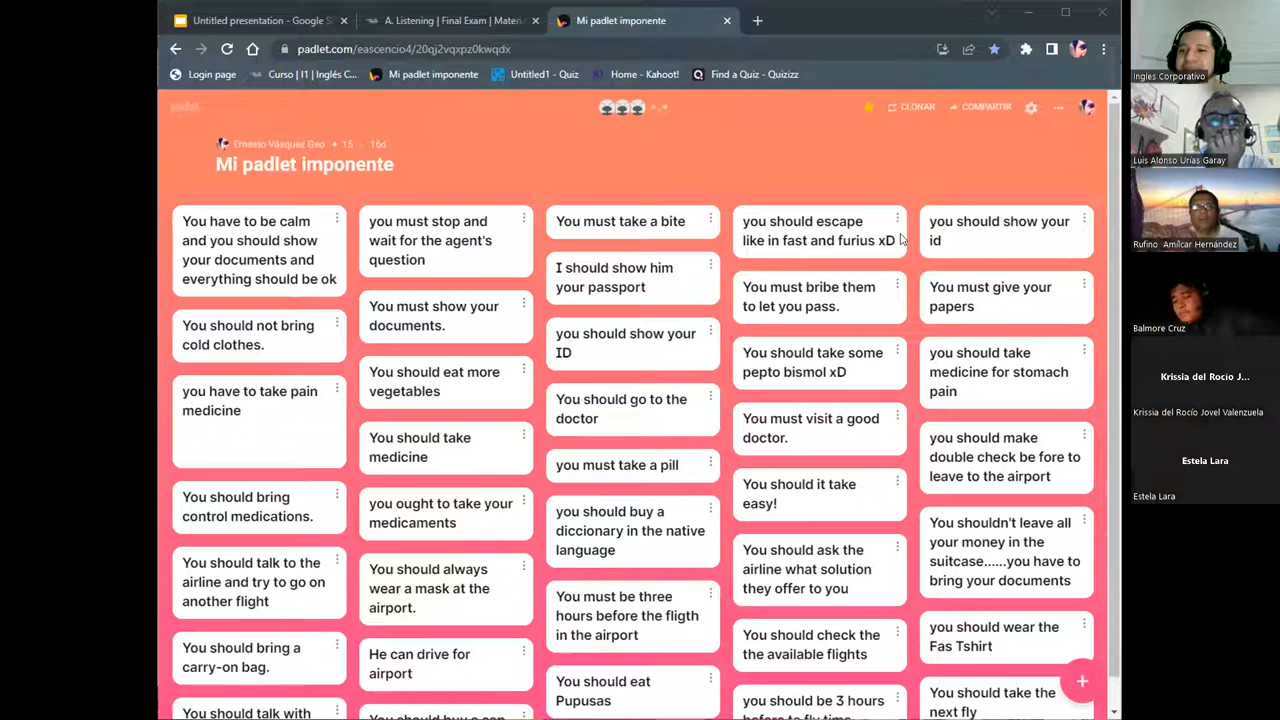 Untitled presentation - Google S
A. Listening | Final Exam | Mater
Mi padlet imponente
padlet.com/eascencio4/20qj2vqxpz0kwqdx
Login page
Curso | I1 | Inglés C...
Mi padlet imponente
Untitled1 - Quiz
Home - Kahoot!
Find a Quiz - Quizizz
padlet
CLONAR
COMPARTIR
Ernesto Vásquez Geo + 15 · 16d
Mi padlet imponente
You have to be calm
and you should show
your documents and
everything should be ok
You should not bring
cold clothes.
you have to take pain
medicine
You should bring
control medications.
You should talk to the
airline and try to go on
another flight
You should bring a
carry-on bag.
You should talk with
you must stop and
wait for the agent's
question
You must show your
documents.
You should eat more
vegetables
You should take
medicine
you ought to take your
medicaments
You should always
wear a mask at the
airport.
He can drive for
airport
You must take a bite
I should show him
your passport
you should show your
ID
You should go to the
doctor
you must take a pill
you should buy a
diccionary in the native
language
You must be three
hours before the fligth
in the airport
You should eat
Pupusas
you should escape
like in fast and furius xD
You must bribe them
to let you pass.
You should take some
pepto bismol xD
You must visit a good
doctor.
You should it take
easy!
You should ask the
airline what solution
they offer to you
You should check the
available flights
you should be 3 hours
before to fly time
you should show your
id
You must give your
papers
you should take
medicine for stomach
pain
you should make
double check be fore to
leave to the airport
You shouldn't leave all
your money in the
suitcase......you have to
bring your documents
you should wear the
Fas Tshirt
You should take the
next fly
Ingles Corporativo
Luis Alonso Urías Garay
Rufino Amílcar Hernández
Balmore Cruz
Krissia del Rocío J...
Krissia del Rocío Jovel Valenzuela
Estela Lara
Estela Lara